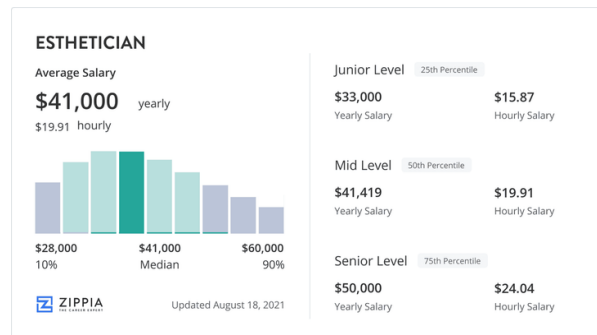 ESTHETICIAN
Average Salary
$41,000 yearly
$19.91 hourly
$28,000 $41,000 $60,000
10% Median 90%
ZIPPIA
THE CAREER EXPERT
Updated August 18, 2021
Junior Level 25th Percentile
$33,000 $15.87
Yearly Salary Hourly Salary
Mid Level 50th Percentile
$41,419 $19.91
Yearly Salary Hourly Salary
Senior Level 75th Percentile
$50,000 $24.04
Yearly Salary Hourly Salary